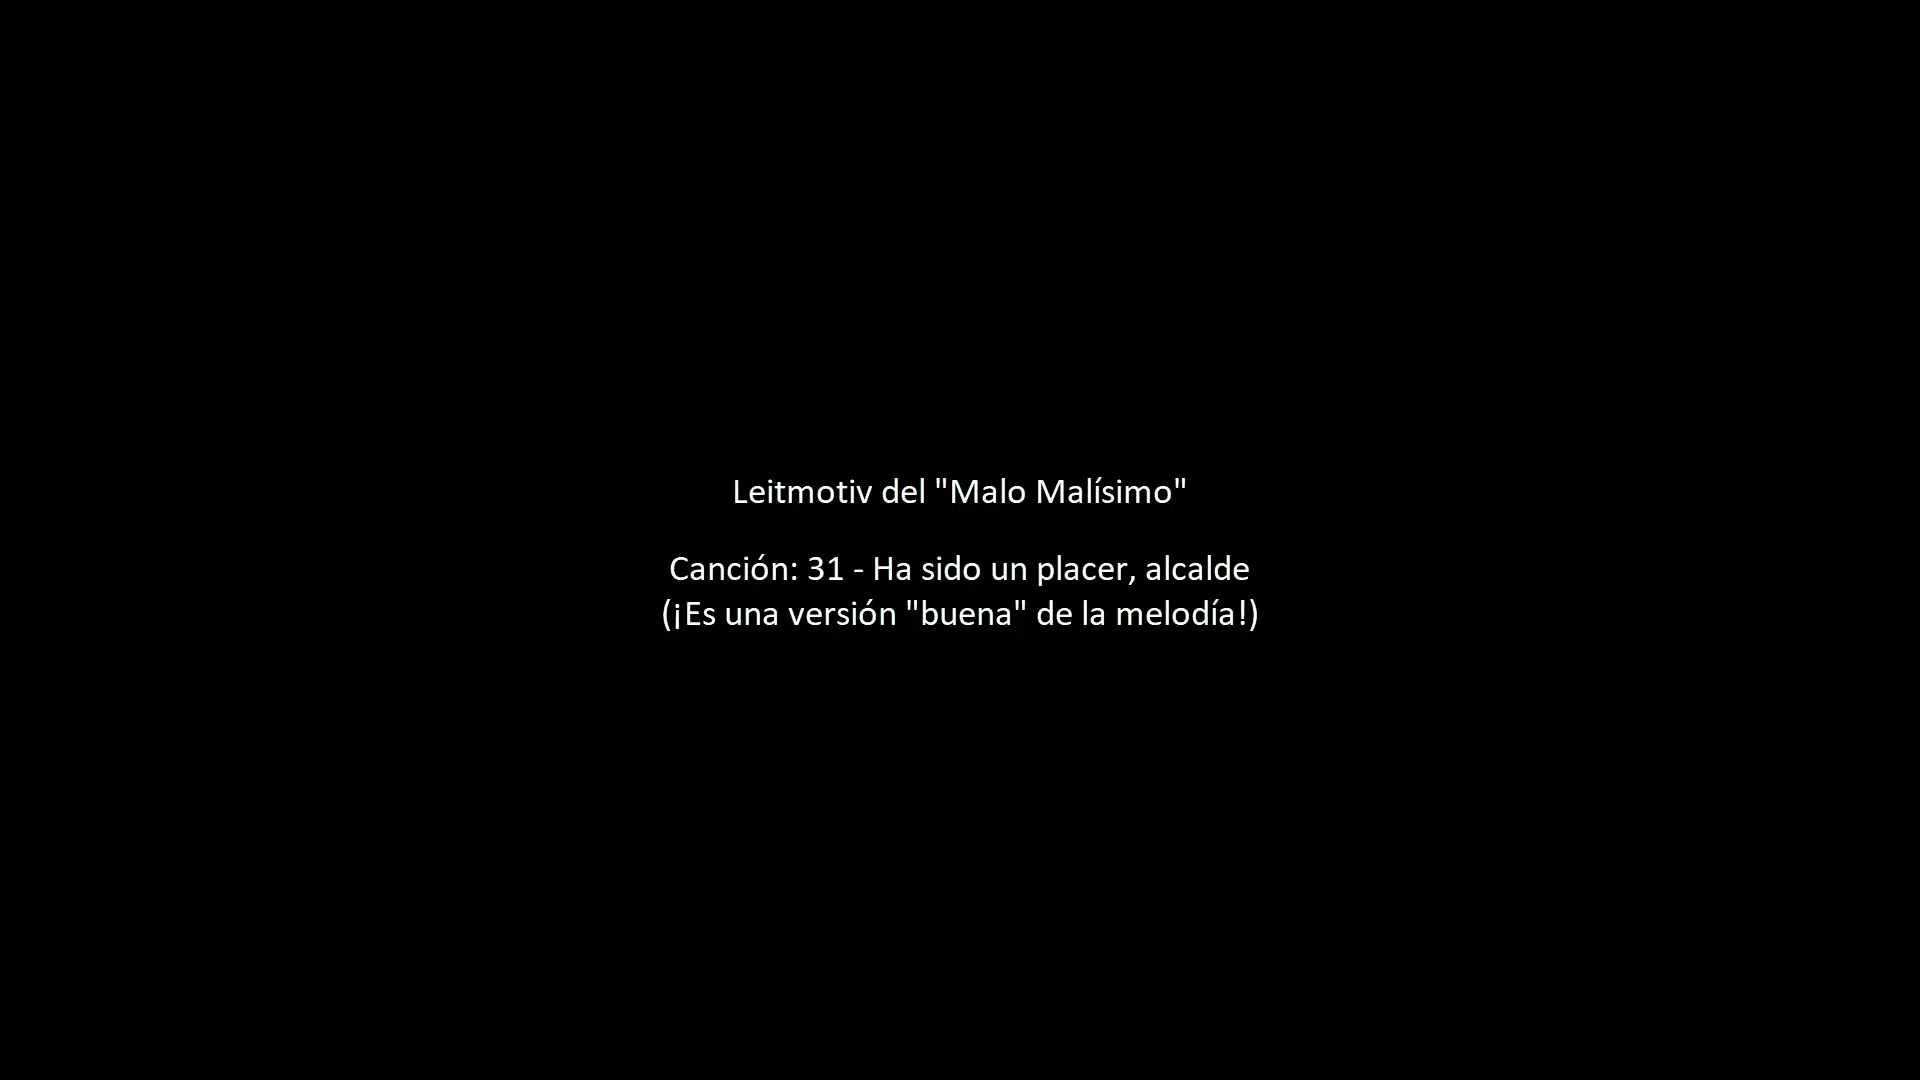 Leitmotiv del "Malo Malísimo"
Canción: 31 - Ha sido un placer, alcalde
(¡Es una versión "buena" de la melodía!)